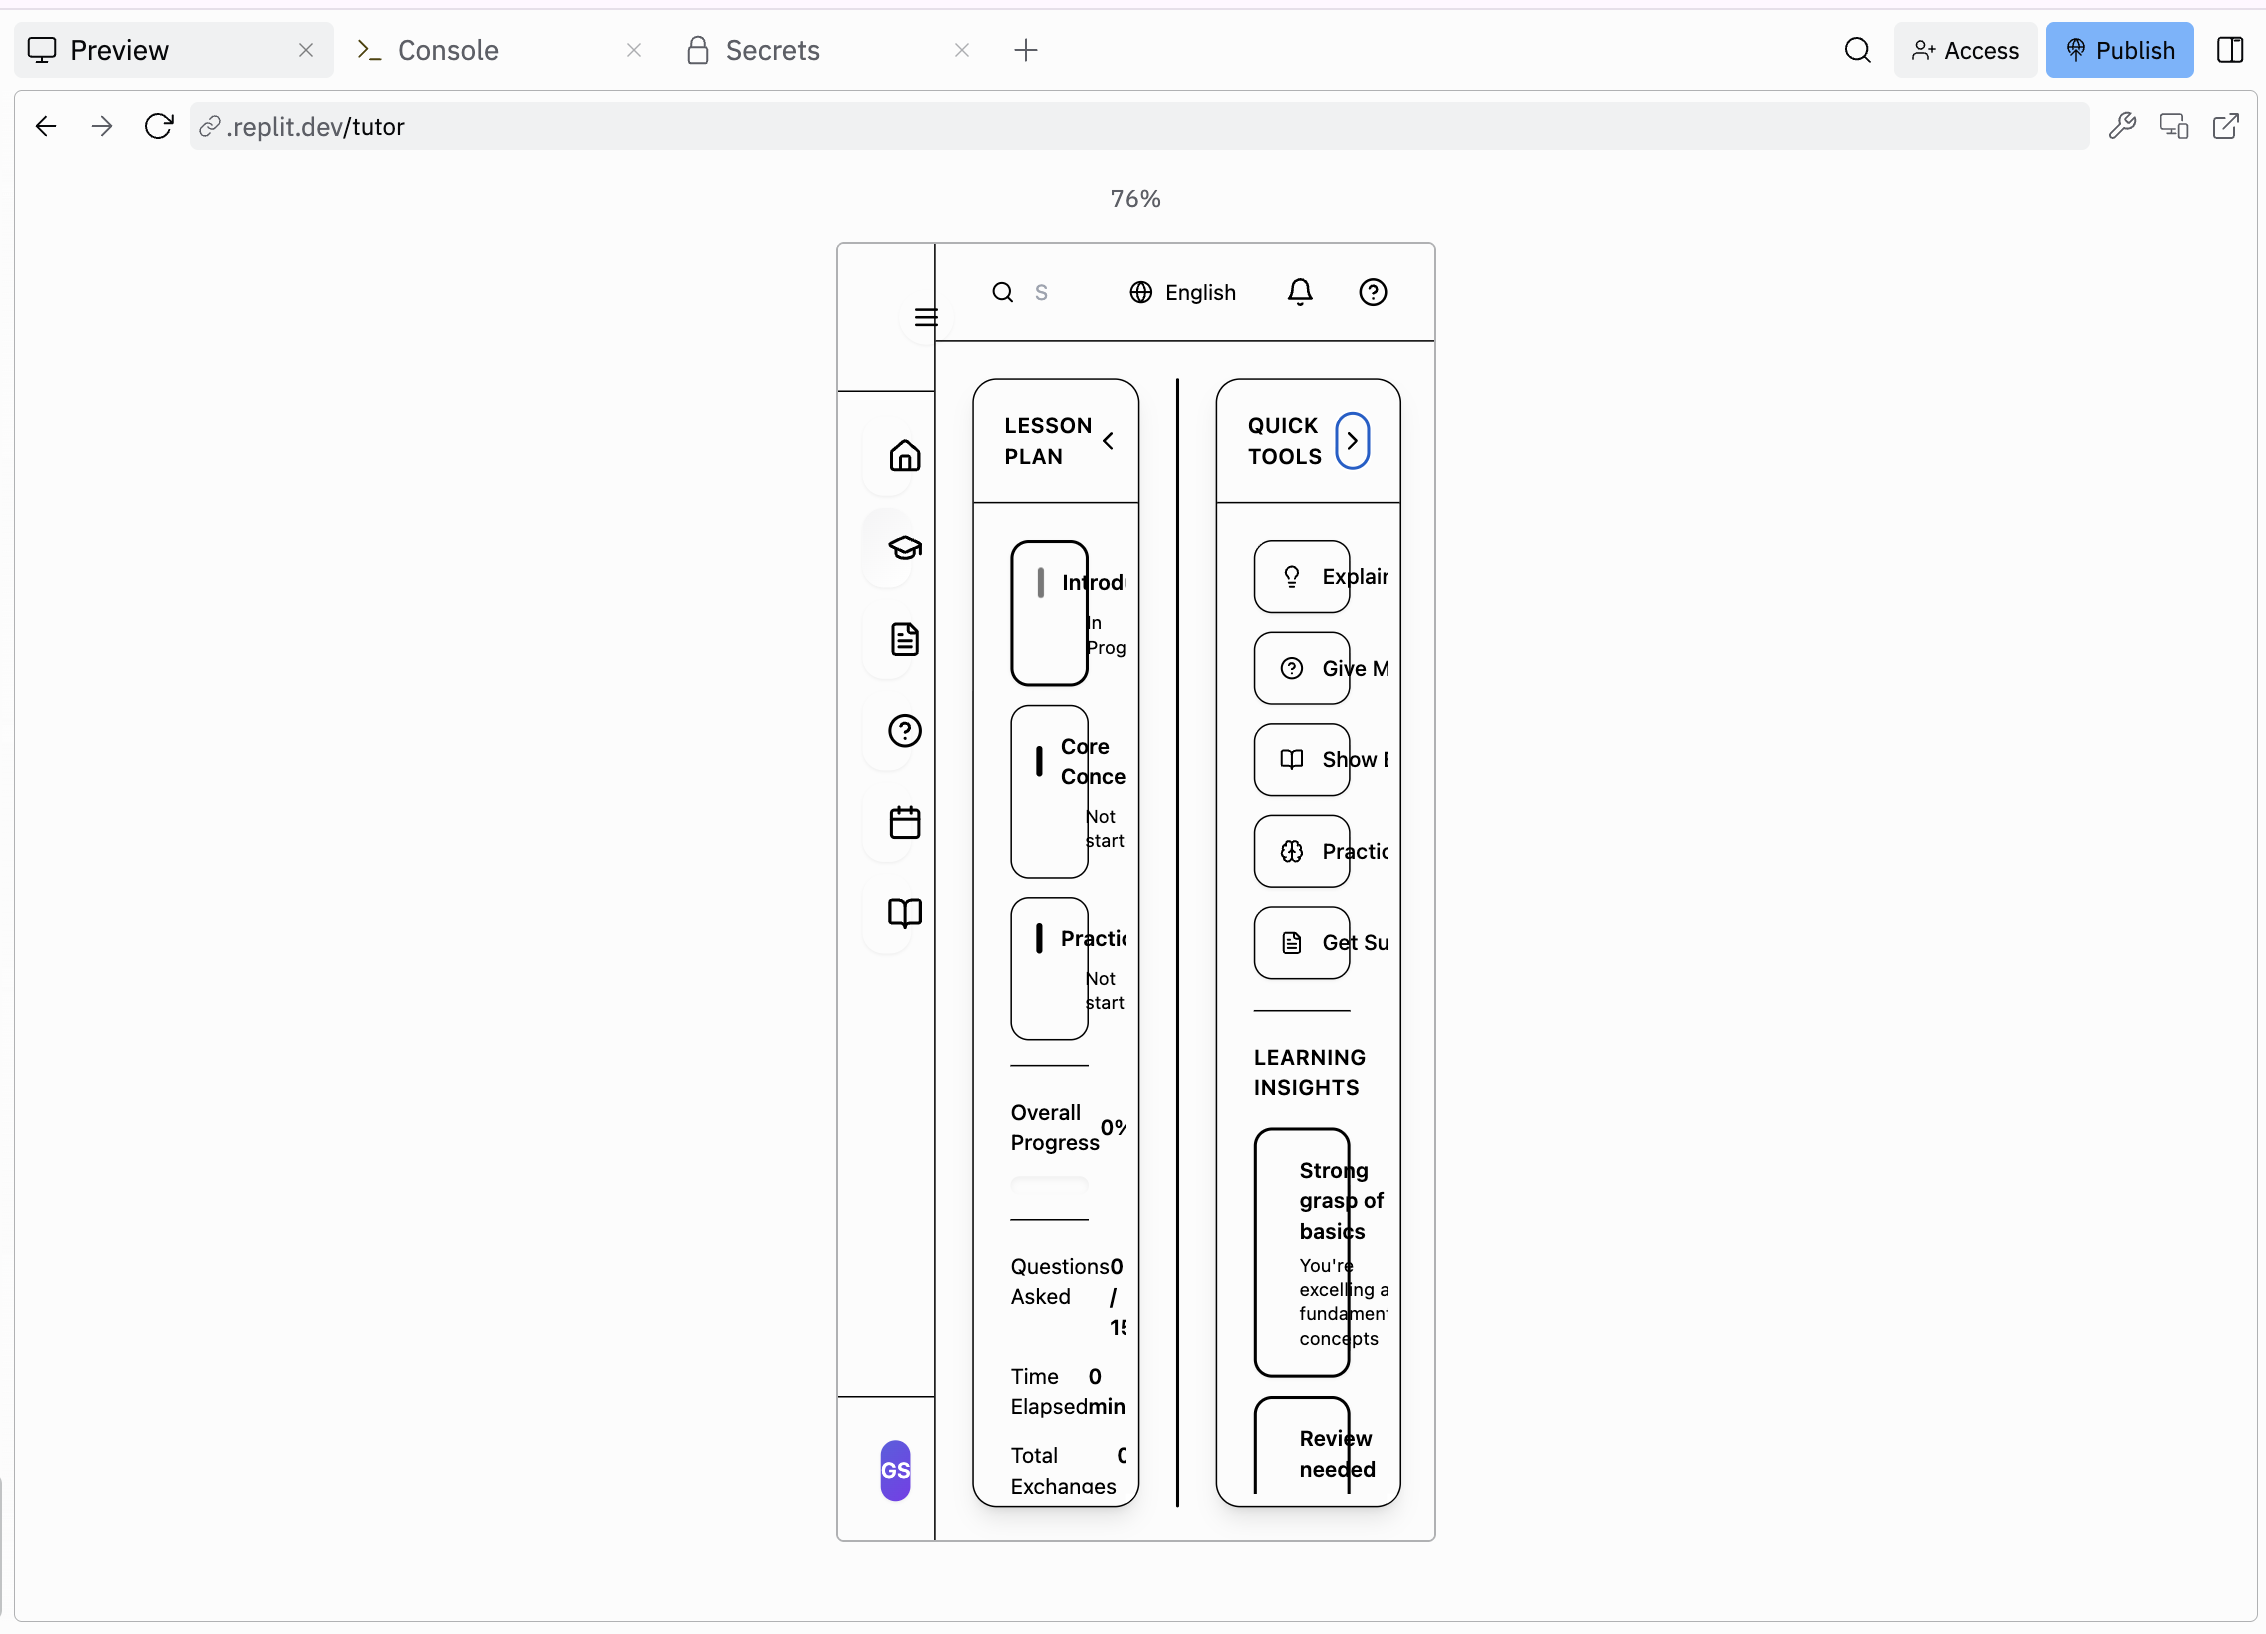 Preview
Console
Secrets
Access
Publish
.replit.dev/tutor
76%
S
English
LESSON
PLAN
Introd
In
Prog
Core
Conce
Not
start
Practic
Not
start
Overall
Progress
0%
Questions
Asked
0
/
15
Time
Elapsed
0
min
Total
Exchanges
0
QUICK
TOOLS
Explain
Give M
Show E
Practic
Get Su
LEARNING
INSIGHTS
Strong
grasp of
basics
You're
excelling a
fundament
concepts
Review
needed
GS